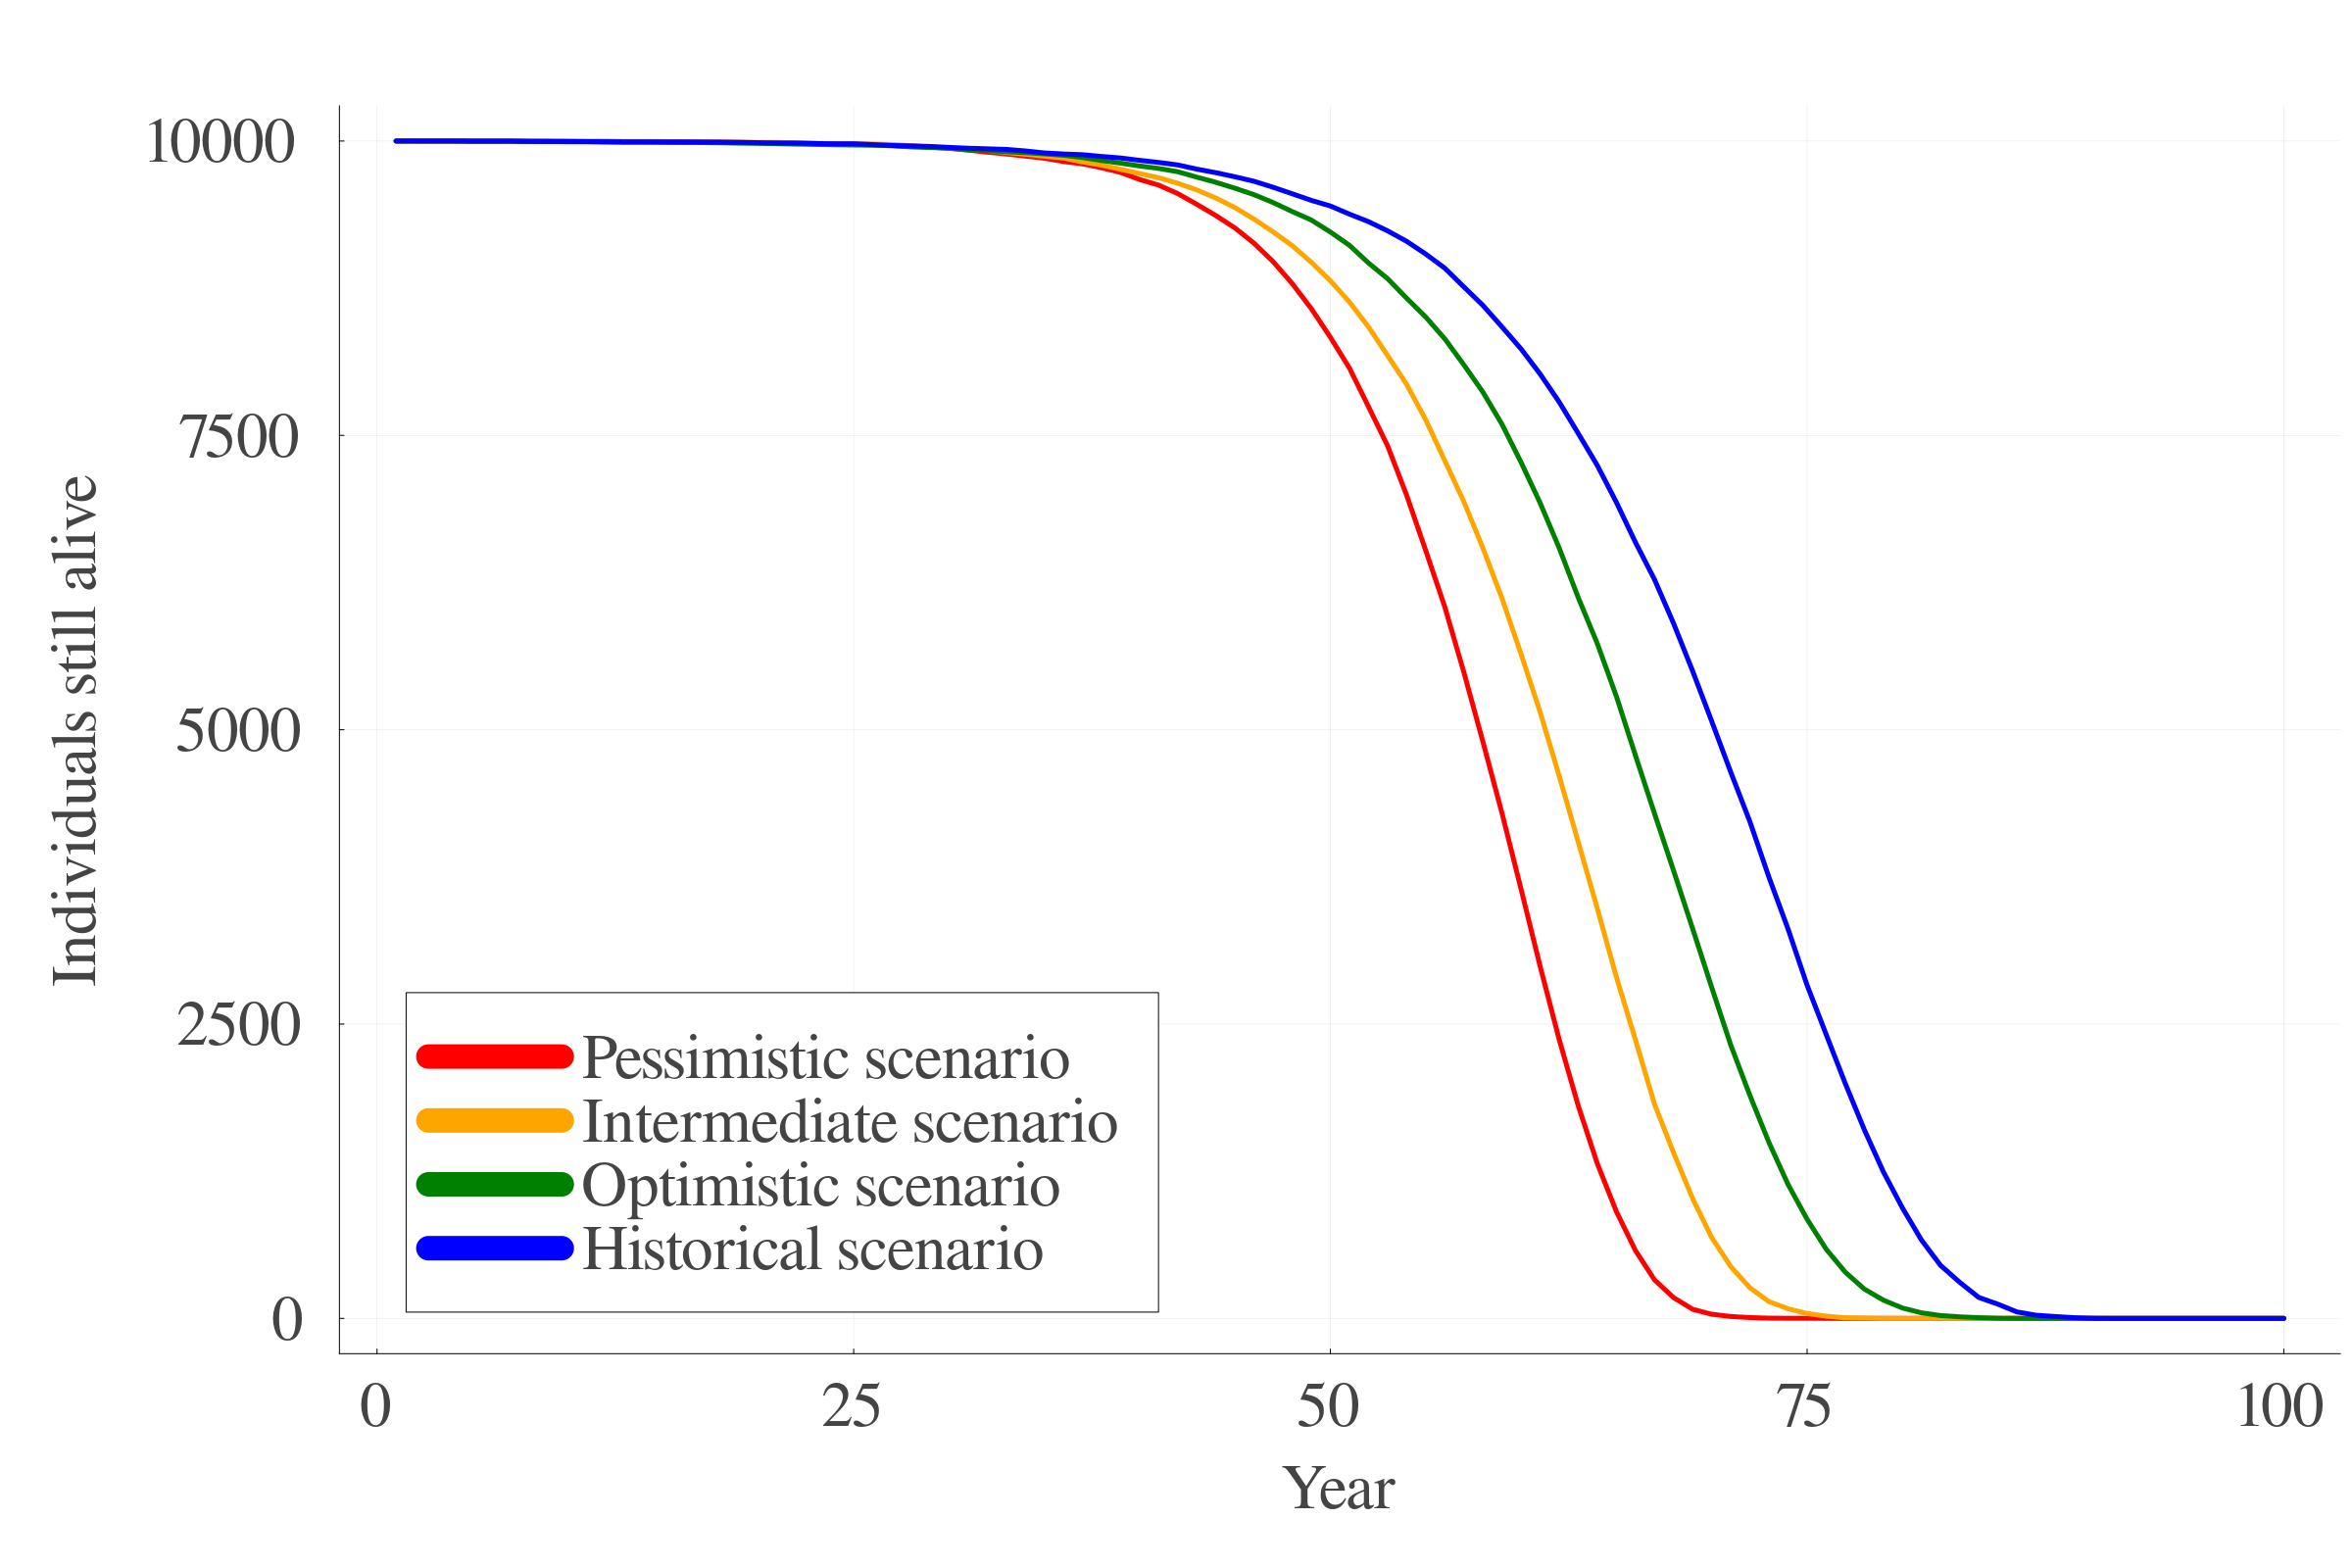 10000
7500
5000
2500
0
Individuals still alive
Pessimistic scenario
Intermediate scenario
Optimistic scenario
Historical scenario
0 25 50 75 100
Year